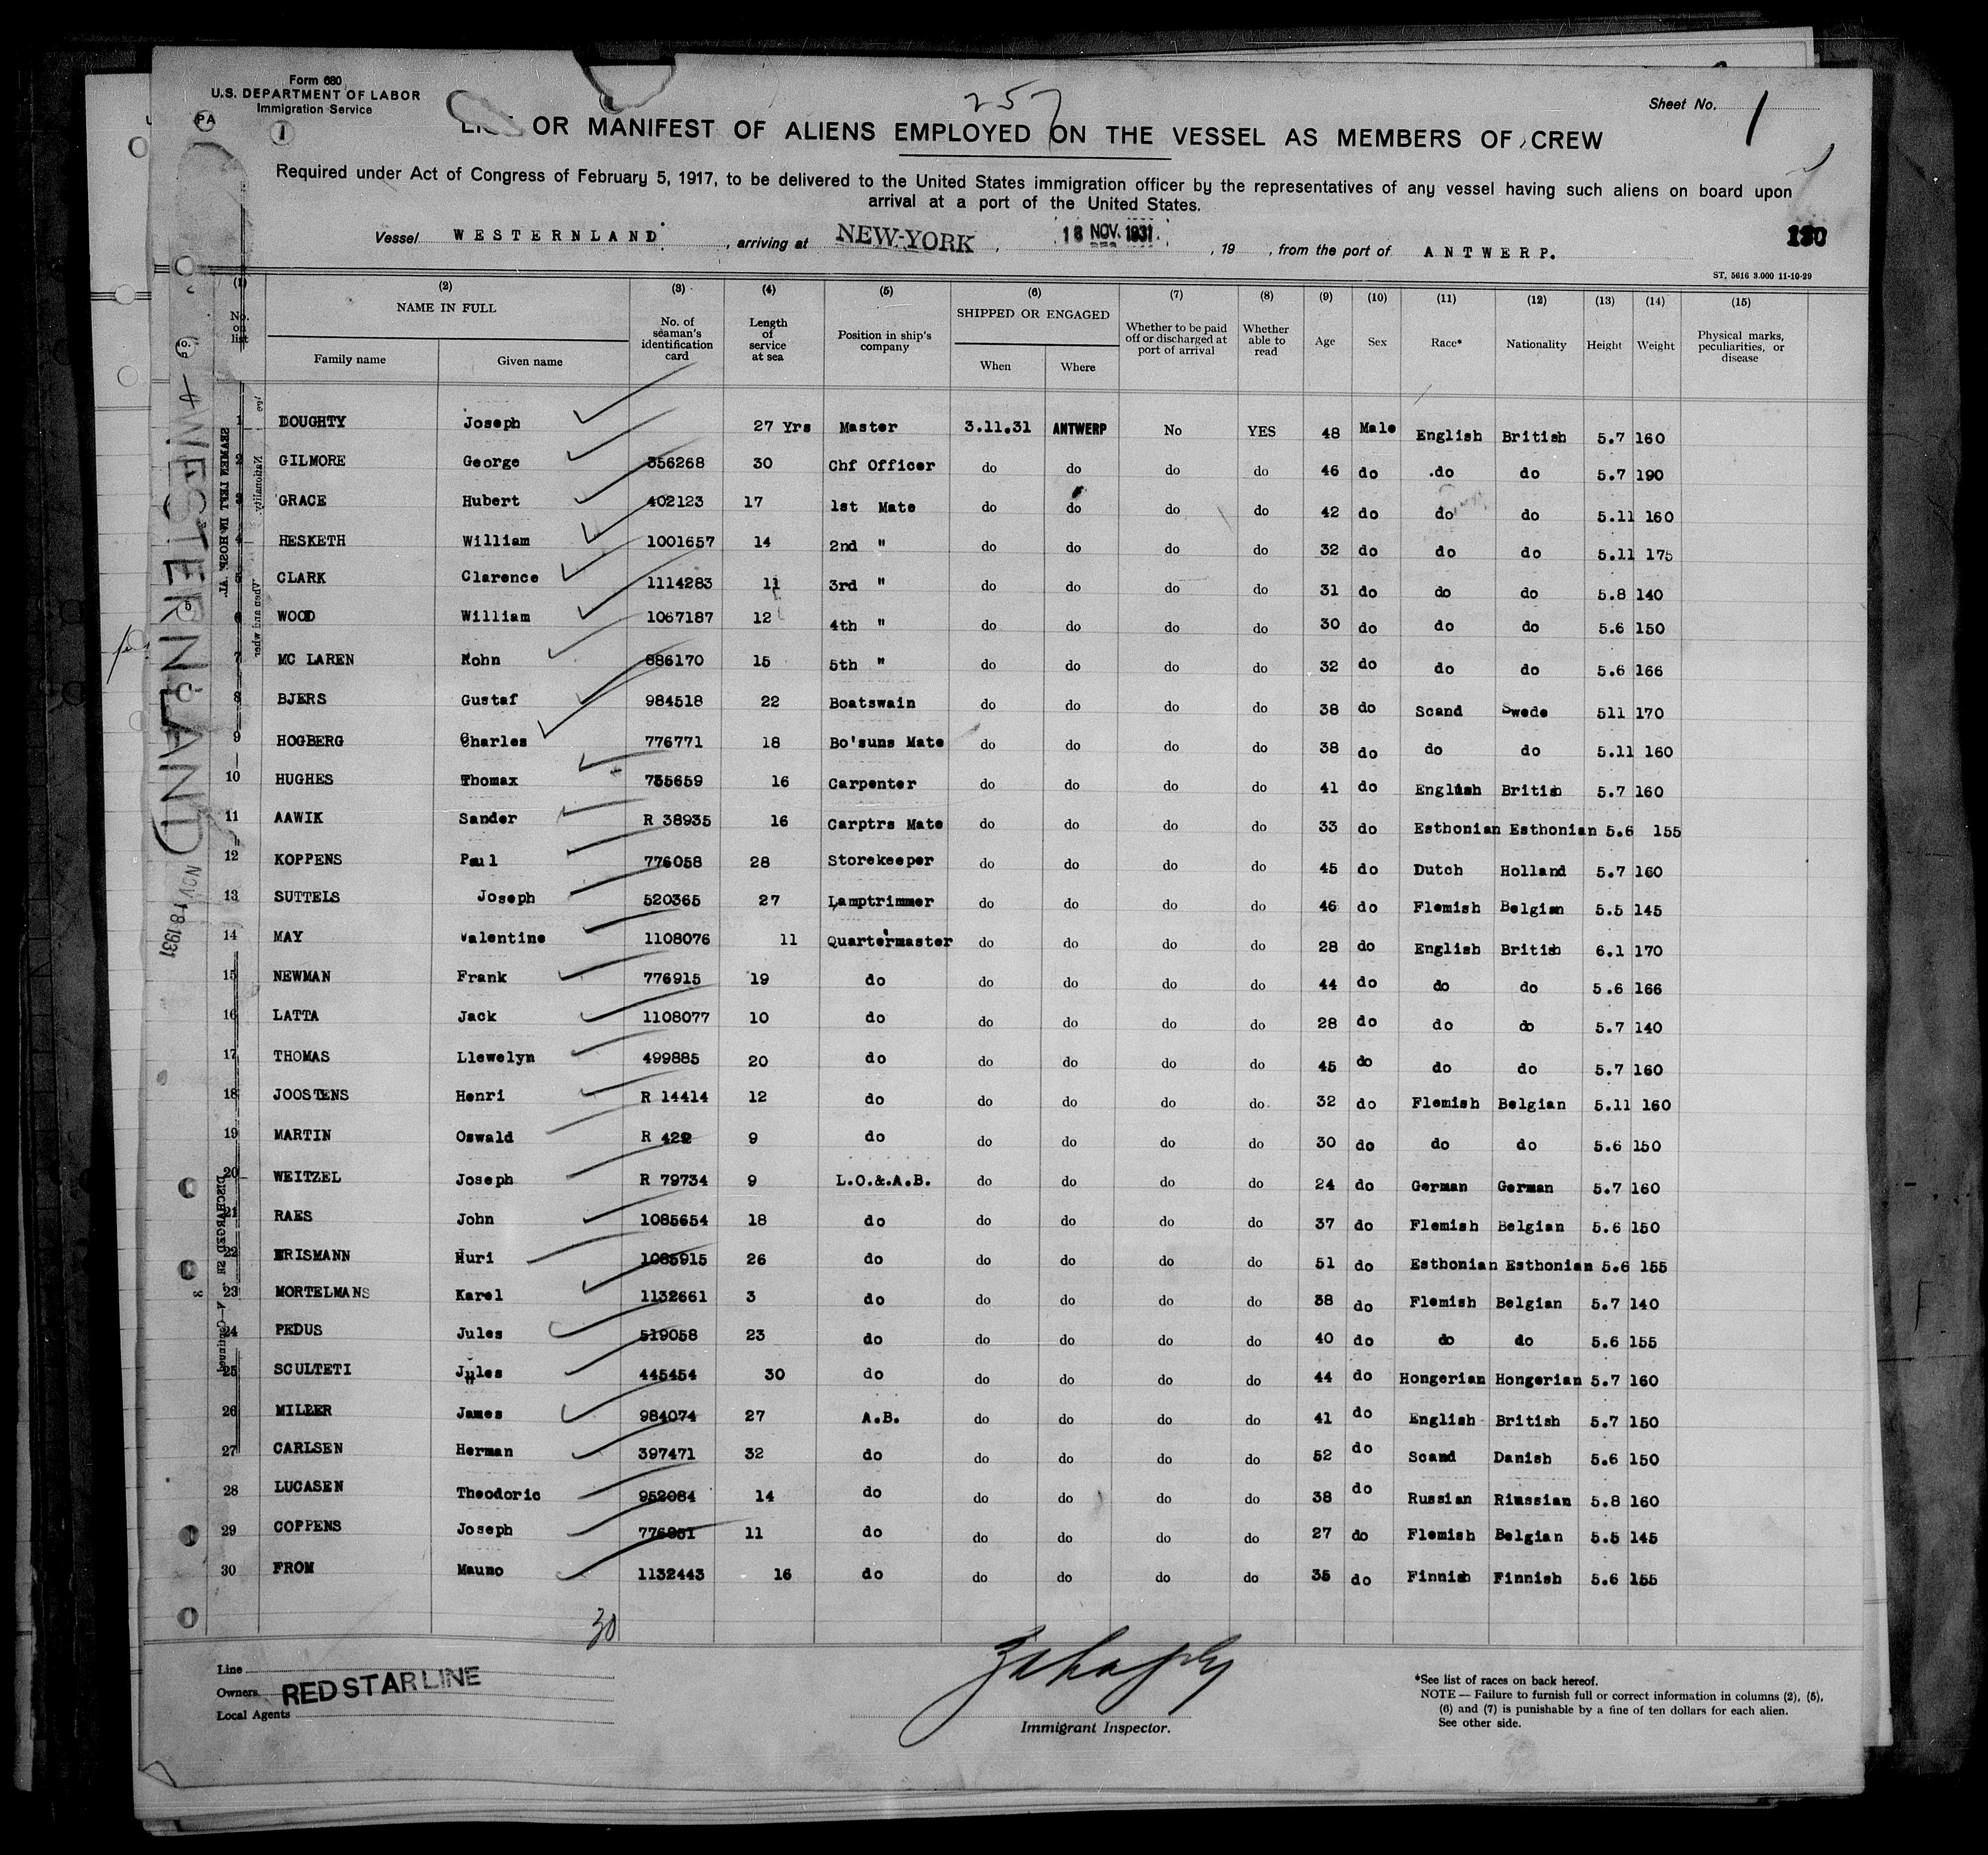 Form 680
U.S. DEPARTMENT OF LABOR
Immigration Service
PA
1
257
Sheet No. 1
LIST OR MANIFEST OF ALIENS EMPLOYED ON THE VESSEL AS MEMBERS OF CREW
Required under Act of Congress of February 5, 1917, to be delivered to the United States immigration officer by the representatives of any vessel having such aliens on board upon
arrival at a port of the United States.
Vessel WESTERNLAND , arriving at NEW-YORK , 18 NOV. 1931 , 19 , from the port of ANTWERP.
ST. 5616 3.000 11-10-29
(1) No. on list (2) NAME IN FULL Family name Given name (3) No. of seaman's identification card (4) Length of service at sea (5) Position in ship's company (6) SHIPPED OR ENGAGED When Where (7) Whether to be paid off or discharged at port of arrival (8) Whether able to read (9) Age (10) Sex (11) Race* (12) Nationality (13) Height (14) Weight (15) Physical marks, peculiarities, or disease
1 DOUGHTY Joseph 27 Yrs Master 3.11.31 ANTWERP No YES 48 Male English British 5.7 160
2 GILMORE George 356268 30 Chf Officer do do do do 46 do do do 5.7 190
3 GRACE Hubert 402123 17 1st Mate do do do do 42 do do do 5.11 160
4 HESKETH William 1001657 14 2nd " do do do do 32 do do do 5.11 175
5 CLARK Clarence 1114283 11 3rd " do do do do 31 do do do 5.8 140
6 WOOD William 1067187 12 4th " do do do do 30 do do do 5.6 150
7 MC LAREN Kohn 886170 15 5th " do do do do 32 do do do 5.6 166
8 BJERS Gustaf 984518 22 Boatswain do do do do 38 do Scand Swede 511 170
9 HOGBERG Charles 776771 18 Bo'suns Mate do do do do 38 do do do 5.11 160
10 HUGHES Thomax 735659 16 Carpenter do do do do 41 do English British 5.7 160
11 AAWIK Sander R 38935 16 Carptrs Mate do do do do 33 do Esthonian Esthonian 5.6 155
12 KOPPENS Paul 776058 28 Storekeeper do do do do 45 do Dutch Holland 5.7 160
13 SUTTELS Joseph 520365 27 Lamptrimmer do do do do 46 do Flemish Belgian 5.5 145
14 MAY Valentine 1108076 11 Quartermaster do do do do 28 do English British 6.1 170
15 NEWMAN Frank 776915 19 do do do do do 44 do do do 5.6 166
16 LATTA Jack 1108077 10 do do do do do 28 do do do 5.7 140
17 THOMAS Llewelyn 499885 20 do do do do do 45 do do do 5.7 160
18 JOOSTENS Henri R 14414 12 do do do do do 32 do Flemish Belgian 5.11 160
19 MARTIN Oswald R 422 9 do do do do do 30 do do do 5.6 150
20 WEITZEL Joseph R 79734 9 L.O.&.A.B. do do do do 24 do German German 5.7 160
21 RAES John 1085654 18 do do do do do 37 do Flemish Belgian 5.6 150
22 ERISMANN Huri 1085915 26 do do do do do 51 do Esthonian Esthonian 5.6 155
23 MORTELMANS Karel 1132661 3 do do do do do 38 do Flemish Belgian 5.7 140
24 PEDUS Jules 519058 23 do do do do do 40 do do do 5.6 155
25 SCULTETI Jules 445454 30 do do do do do 44 do Hongerian Hongerian 5.7 160
26 MILLER James 984074 27 A.B. do do do do 41 do English British 5.7 150
27 CARLSEN Herman 397471 32 do do do do do 52 do Scand Danish 5.6 150
28 LUCASEN Theodoric 952084 14 do do do do do 38 do Russian Riussian 5.8 160
29 COPPENS Joseph 776851 11 do do do do do 27 do Flemish Belgian 5.5 145
30 FROM Mauno 1132443 16 do do do do do 35 do Finnish Finnish 5.6 155
30
Line
Owners RED STAR LINE
Local Agents
Immigrant Inspector.
*See list of races on back hereof.
NOTE — Failure to furnish full or correct information in columns (2), (5),
(6) and (7) is punishable by a fine of ten dollars for each alien.
See other side.
WESTERNLAND
NOV 18 1931